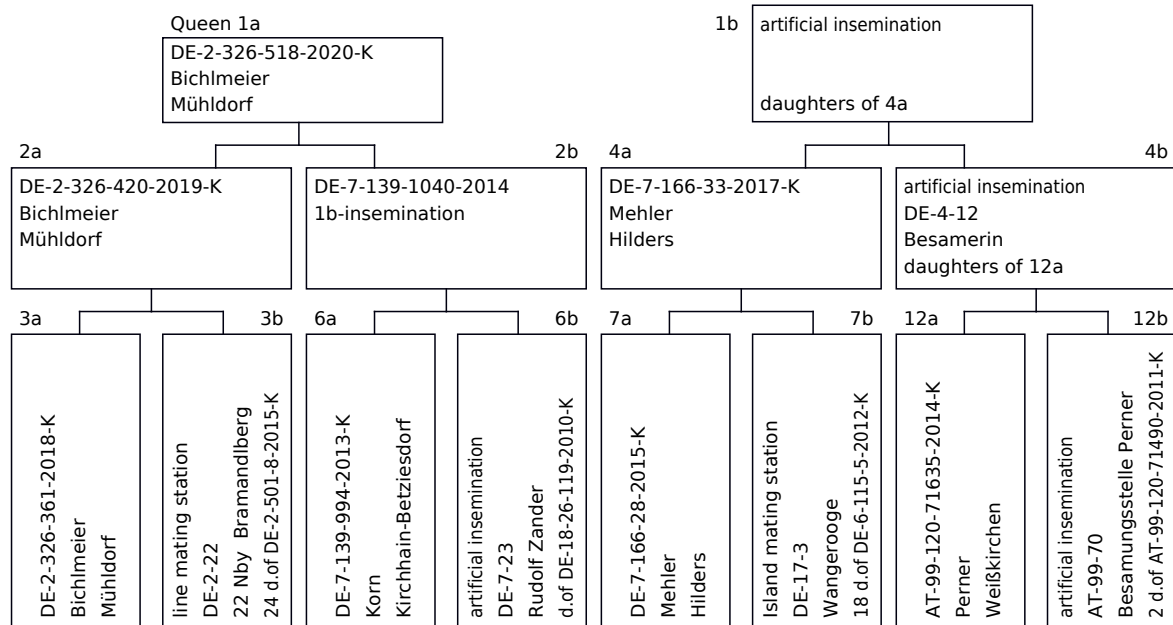 Queen 1a
DE-2-326-518-2020-K
Bichlmeier
Mühldorf
1b
artificial insemination
daughters of 4a
2a
DE-2-326-420-2019-K
Bichlmeier
Mühldorf
2b
DE-7-139-1040-2014
1b-insemination
4a
DE-7-166-33-2017-K
Mehler
Hilders
4b
artificial insemination
DE-4-12
Besamerin
daughters of 12a
3a
DE-2-326-361-2018-K
Bichlmeier
Mühldorf
3b
line mating station
DE-2-22
22 Nby Bramandlberg
24 d.of DE-2-501-8-2015-K
6a
DE-7-139-994-2013-K
Korn
Kirchhain-Betziesdorf
6b
artificial insemination
DE-7-23
Rudolf Zander
d.of DE-18-26-119-2010-K
7a
DE-7-166-28-2015-K
Mehler
Hilders
7b
Island mating station
DE-17-3
Wangerooge
18 d.of DE-6-115-5-2012-K
12a
AT-99-120-71635-2014-K
Perner
Weißkirchen
12b
artificial insemination
AT-99-70
Besamungsstelle Perner
2 d.of AT-99-120-71490-2011-K